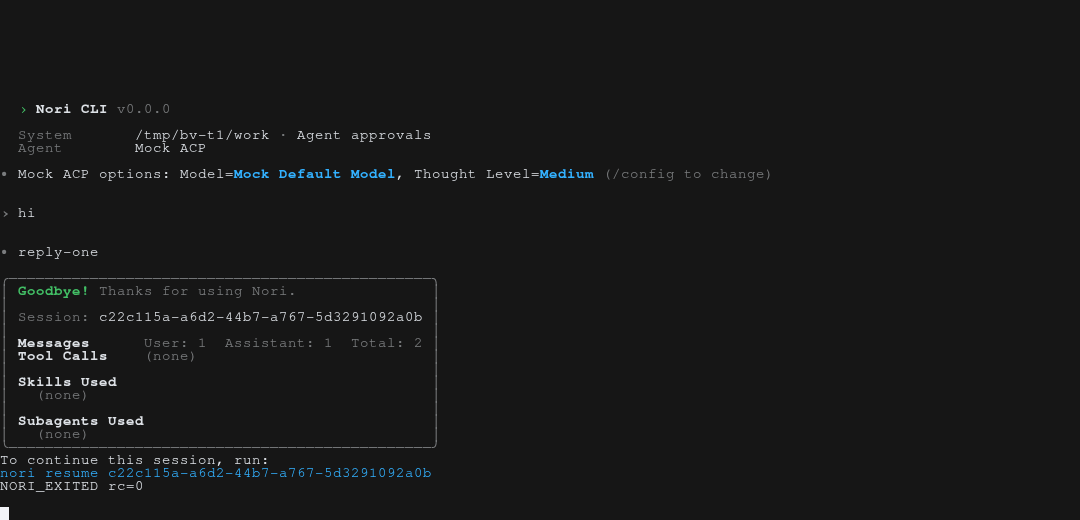 › Nori CLI v0.0.0
System /tmp/bv-t1/work · Agent approvals
Agent Mock ACP
• Mock ACP options: Model=Mock Default Model, Thought Level=Medium (/config to change)
› hi
• reply-one
Goodbye! Thanks for using Nori.
Session: c22c115a-a6d2-44b7-a767-5d3291092a0b
Messages User: 1 Assistant: 1 Total: 2
Tool Calls (none)
Skills Used
(none)
Subagents Used
(none)
To continue this session, run:
nori resume c22c115a-a6d2-44b7-a767-5d3291092a0b
NORI_EXITED rc=0